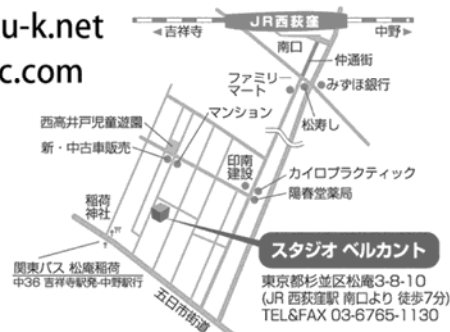 u-k.net
c.com
吉祥寺
JR西荻窪
中野
南口
仲通街
ファミリーマート
みずほ銀行
松寿し
マンション
西高井戸児童遊園
新・中古車販売
印南
建設
カイロプラクティック
陽春堂薬局
稲荷
神社
スタジオ ベルカント
関東バス 松庵稲荷
中36 吉祥寺駅発-中野駅行
五日市街道
東京都杉並区松庵3-8-10
(JR 西荻窪駅 南口より 徒歩7分)
TEL&FAX 03-6765-1130